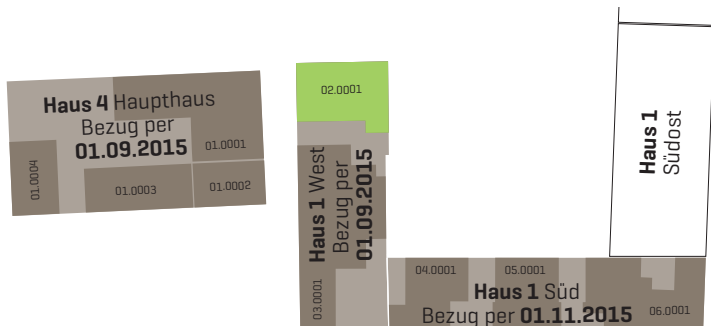 Haus 4 Haupthaus
Bezug per
01.09.2015
01.0001
01.0004
01.0003
01.0002
02.0001
Haus 1 West
Bezug per
01.09.2015
03.0001
04.0001
05.0001
Haus 1 Süd
Bezug per 01.11.2015
06.0001
Haus 1
Südost